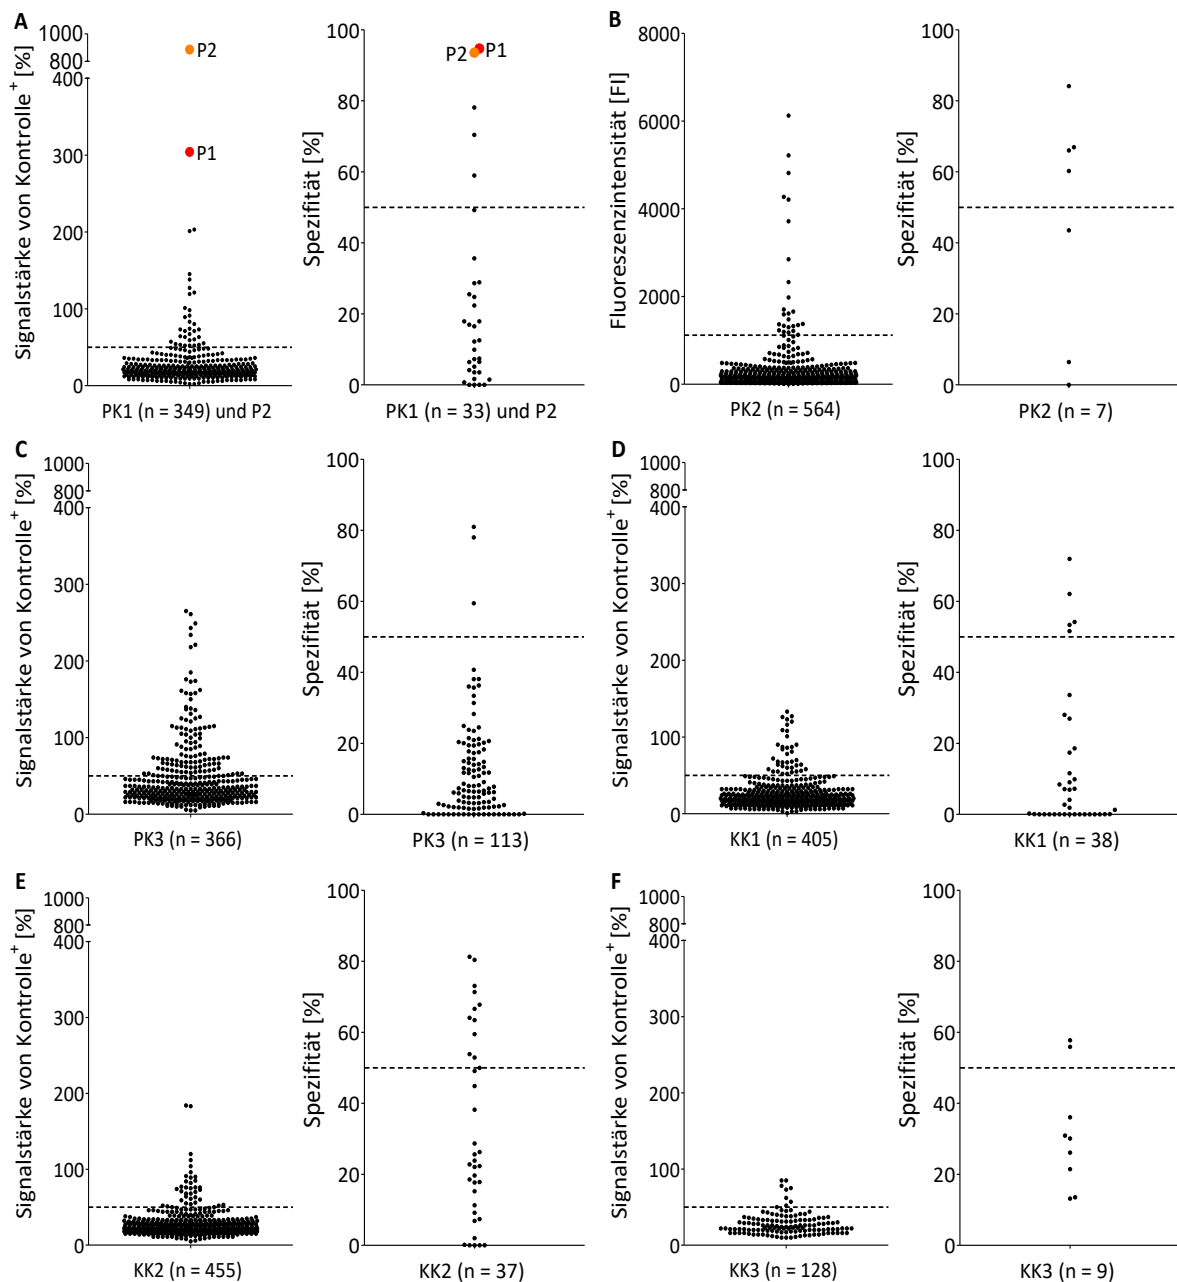 A
Signalstärke von Kontrolle⁺ [%]
1000
800
400
300
200
100
0
P2
P1
PK1 (n = 349) und P2
Spezifität [%]
100
80
60
40
20
0
P2 P1
PK1 (n = 33) und P2
B
Fluoreszenzintensität [FI]
8000
6000
4000
2000
0
PK2 (n = 564)
Spezifität [%]
100
80
60
40
20
0
PK2 (n = 7)
C
Signalstärke von Kontrolle⁺ [%]
1000
800
400
300
200
100
0
PK3 (n = 366)
Spezifität [%]
100
80
60
40
20
0
PK3 (n = 113)
D
Signalstärke von Kontrolle⁺ [%]
1000
800
400
300
200
100
0
KK1 (n = 405)
Spezifität [%]
100
80
60
40
20
0
KK1 (n = 38)
E
Signalstärke von Kontrolle⁺ [%]
1000
800
400
300
200
100
0
KK2 (n = 455)
Spezifität [%]
100
80
60
40
20
0
KK2 (n = 37)
F
Signalstärke von Kontrolle⁺ [%]
1000
800
400
300
200
100
0
KK3 (n = 128)
Spezifität [%]
100
80
60
40
20
0
KK3 (n = 9)